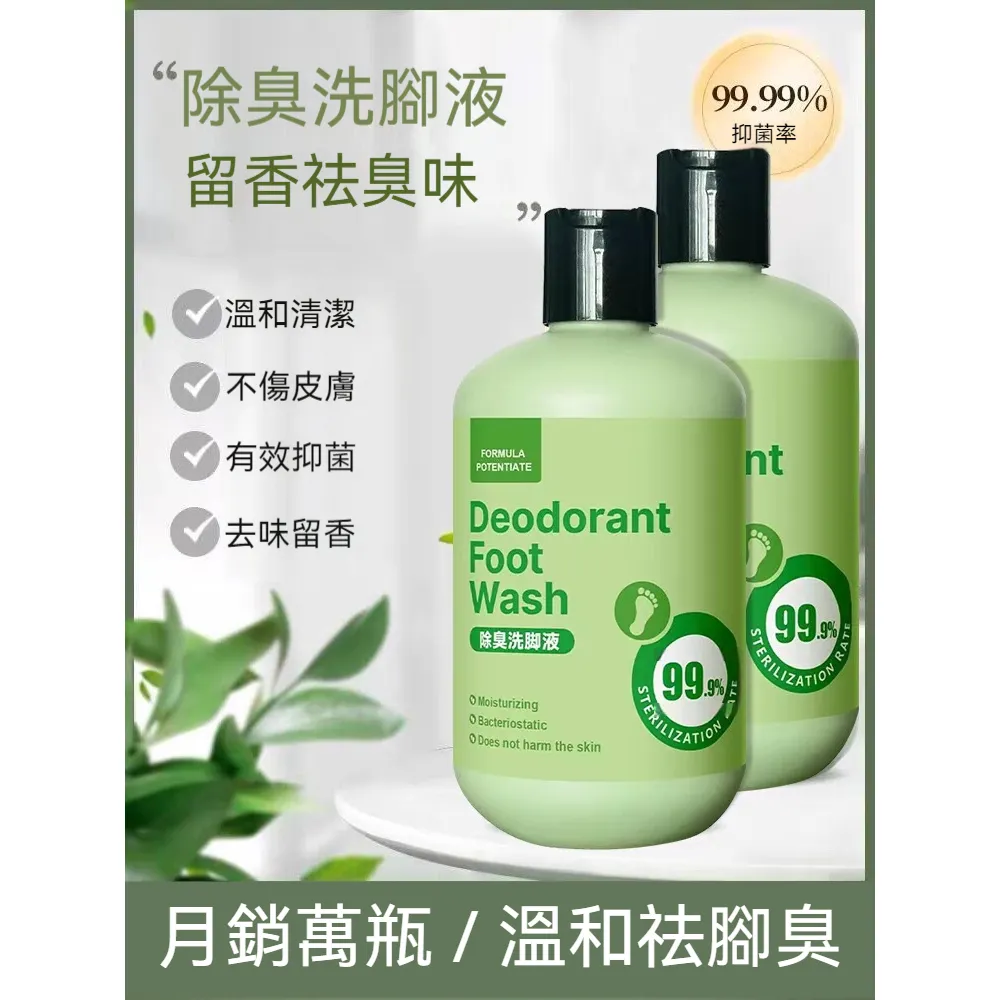 “除臭洗腳液
留香祛臭味”
99.99%
抑菌率
溫和清潔
不傷皮膚
有效抑菌
去味留香
FORMULA
POTENTIATE
Deodorant
Foot
Wash
除臭洗脚液
99.9%
STERILIZATION RATE
Moisturizing
Bacteriostatic
Does not harm the skin
nt
99.9%
STERILIZATION RATE
月銷萬瓶 / 溫和祛腳臭